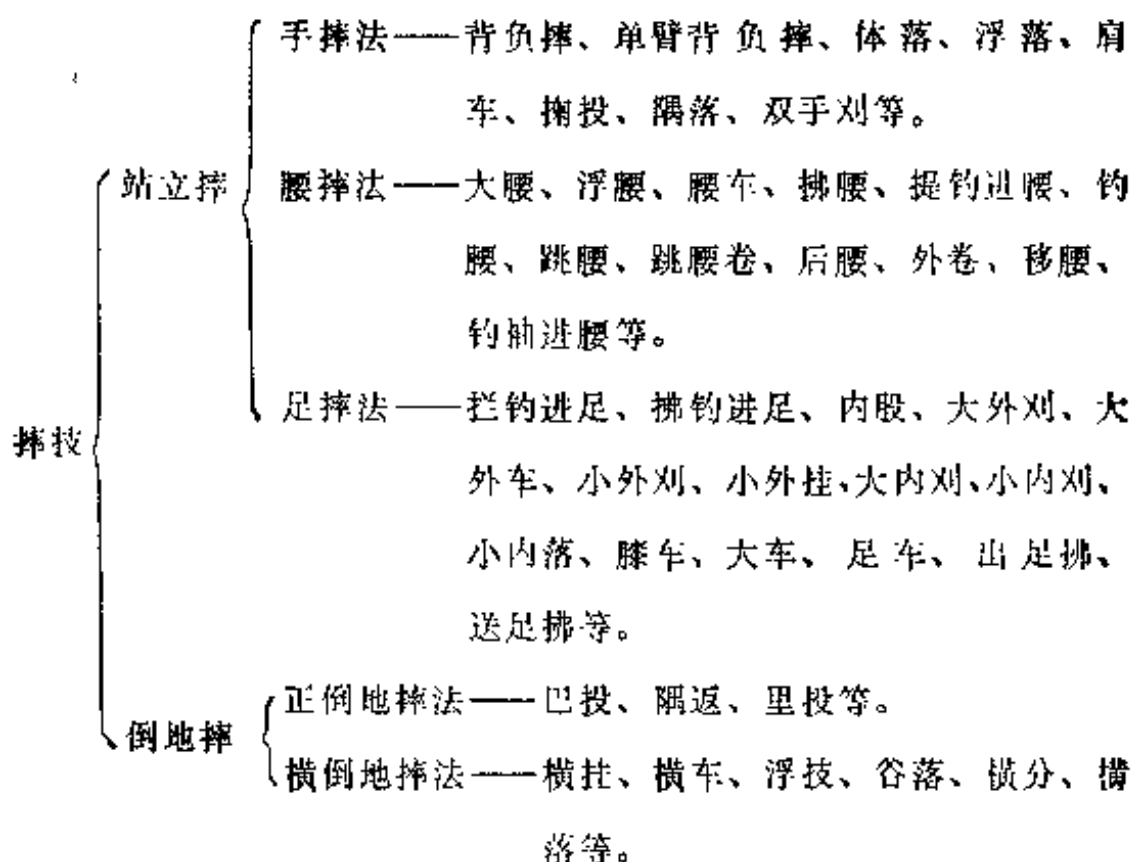 手摔法——背负摔、单臂背负摔、体落、浮落、肩
车、掬投、隅落、双手刈等。
站立摔 腰摔法——大腰、浮腰、腰车、拂腰、提钓进腰、钓
腰、跳腰、跳腰卷、后腰、外卷、移腰、
钓袖进腰等。
足摔法——拦钓进足、拂钓进足、内股、大外刈、大
摔技
外车、小外刈、小外挂、大内刈、小内刈、
小内落、膝车、大车、足车、出足拂、
送足拂等。
正倒地摔法——巴投、隅返、里投等。
倒地摔
横倒地摔法——横挂、横车、浮技、谷落、横分、横
落等。